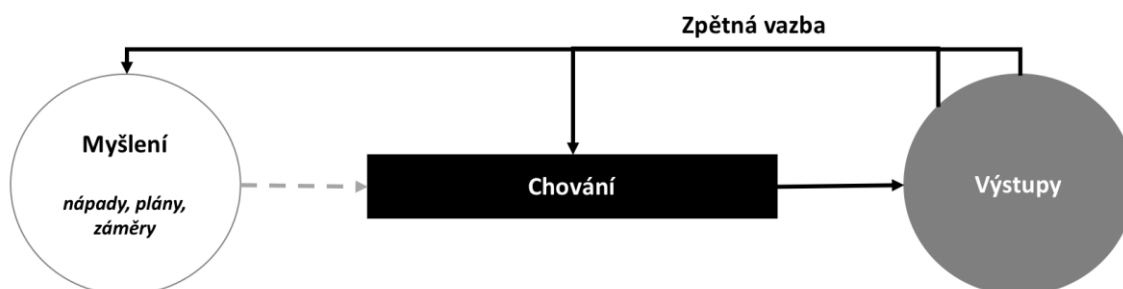 Zpětná vazba
Myšlení
nápady, plány,
záměry
Chování
Výstupy